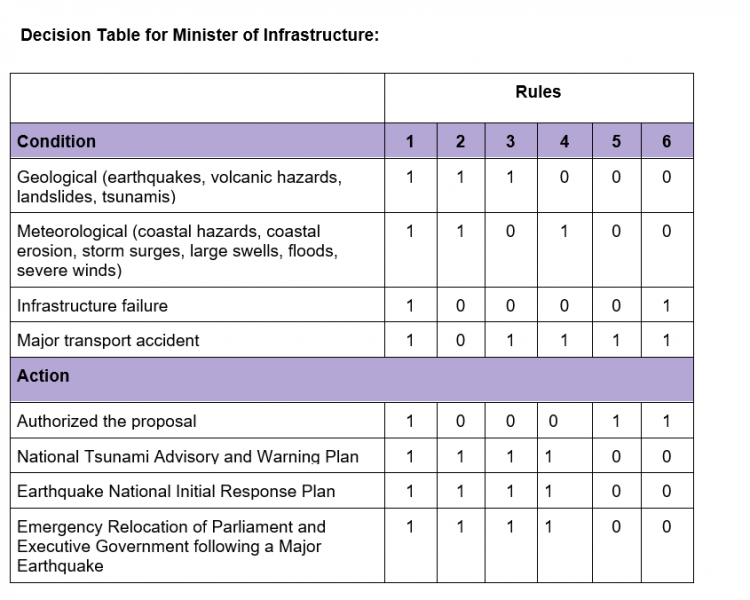 Decision Table for Minister of Infrastructure:
Rules
Condition 1 2 3 4 5 6
Geological (earthquakes, volcanic hazards, 1 1 1 0 0 0
landslides, tsunamis)
Meteorological (coastal hazards, coastal 1 1 0 1 0 0
erosion, storm surges, large swells, floods,
severe winds)
Infrastructure failure 1 0 0 0 0 1
Major transport accident 1 0 1 1 1 1
Action
Authorized the proposal 1 0 0 0 1 1
National Tsunami Advisory and Warning Plan 1 1 1 1 0 0
Earthquake National Initial Response Plan 1 1 1 1 0 0
Emergency Relocation of Parliament and 1 1 1 1 0 0
Executive Government following a Major
Earthquake